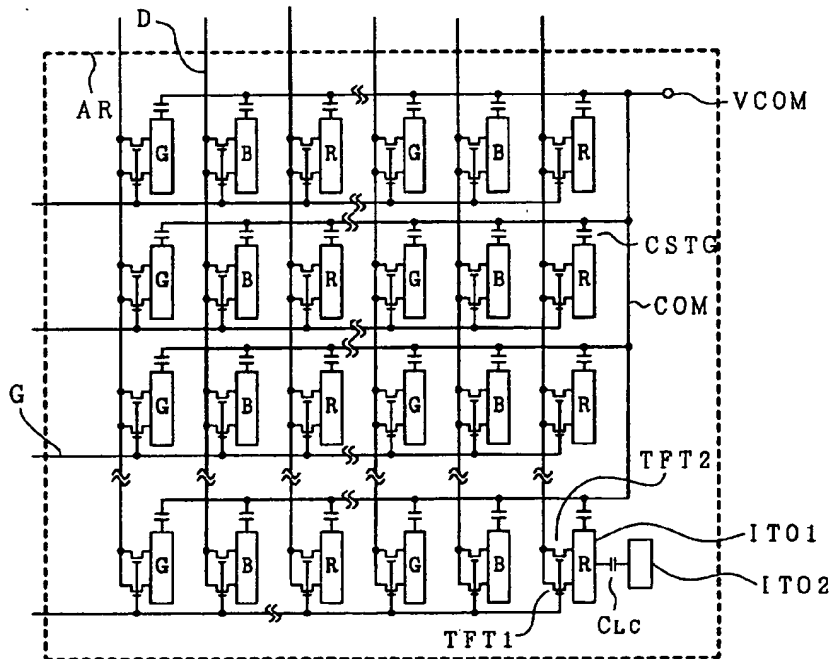 D
AR
VCOM
G B R G B R
CSTG
G B R G B R
COM
G
G B R G B R
TFT2
ITO1
G B R G B R
ITO2
TFT1
CLC